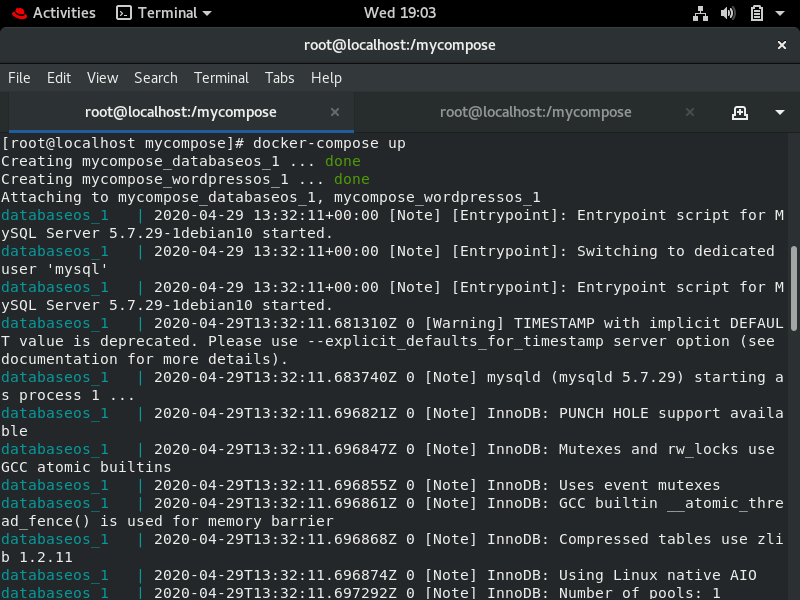 Activities Terminal Wed 19:03
root@localhost:/mycompose
File Edit View Search Terminal Tabs Help
root@localhost:/mycompose root@localhost:/mycompose
[root@localhost mycompose]# docker-compose up
Creating mycompose_databaseos_1 ... done
Creating mycompose_wordpressos_1 ... done
Attaching to mycompose_databaseos_1, mycompose_wordpressos_1
databaseos_1   | 2020-04-29 13:32:11+00:00 [Note] [Entrypoint]: Entrypoint script for M
ySQL Server 5.7.29-1debian10 started.
databaseos_1   | 2020-04-29 13:32:11+00:00 [Note] [Entrypoint]: Switching to dedicated
user 'mysql'
databaseos_1   | 2020-04-29 13:32:11+00:00 [Note] [Entrypoint]: Entrypoint script for M
ySQL Server 5.7.29-1debian10 started.
databaseos_1   | 2020-04-29T13:32:11.681310Z 0 [Warning] TIMESTAMP with implicit DEFAUL
T value is deprecated. Please use --explicit_defaults_for_timestamp server option (see
documentation for more details).
databaseos_1   | 2020-04-29T13:32:11.683740Z 0 [Note] mysqld (mysqld 5.7.29) starting a
s process 1 ...
databaseos_1   | 2020-04-29T13:32:11.696821Z 0 [Note] InnoDB: PUNCH HOLE support availa
ble
databaseos_1   | 2020-04-29T13:32:11.696847Z 0 [Note] InnoDB: Mutexes and rw_locks use
GCC atomic builtins
databaseos_1   | 2020-04-29T13:32:11.696855Z 0 [Note] InnoDB: Uses event mutexes
databaseos_1   | 2020-04-29T13:32:11.696861Z 0 [Note] InnoDB: GCC builtin __atomic_thre
ad_fence() is used for memory barrier
databaseos_1   | 2020-04-29T13:32:11.696868Z 0 [Note] InnoDB: Compressed tables use zli
b 1.2.11
databaseos_1   | 2020-04-29T13:32:11.696874Z 0 [Note] InnoDB: Using Linux native AIO
databaseos_1   | 2020-04-29T13:32:11.697292Z 0 [Note] InnoDB: Number of pools: 1